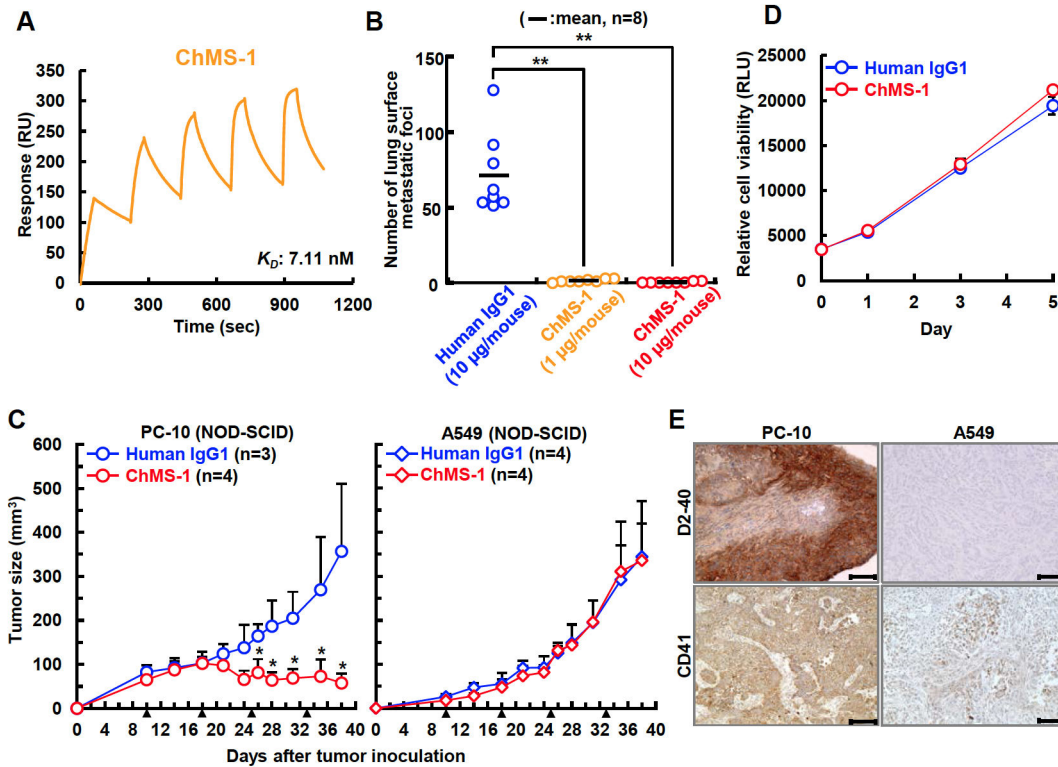 A
ChMS-1
350
300
250
200
150
100
50
0
Response (RU)
0 300 600 900 1200
Time (sec)
K_D: 7.11 nM
B
(━:mean, n=8)
**
**
150
100
50
0
Number of lung surface
metastatic foci
Human IgG1
(10 μg/mouse)
ChMS-1
(1 μg/mouse)
ChMS-1
(10 μg/mouse)
D
25000
20000
15000
10000
5000
0
Relative cell viability (RLU)
Human IgG1
ChMS-1
0 1 3 5
Day
C
PC-10 (NOD-SCID)
Human IgG1 (n=3)
ChMS-1 (n=4)
600
500
400
300
200
100
0
Tumor size (mm³)
* * * * *
0 4 8 12 16 20 24 28 32 36 40
A549 (NOD-SCID)
Human IgG1 (n=4)
ChMS-1 (n=4)
0 4 8 12 16 20 24 28 32 36 40
Days after tumor inoculation
E
PC-10 A549
D2-40
CD41